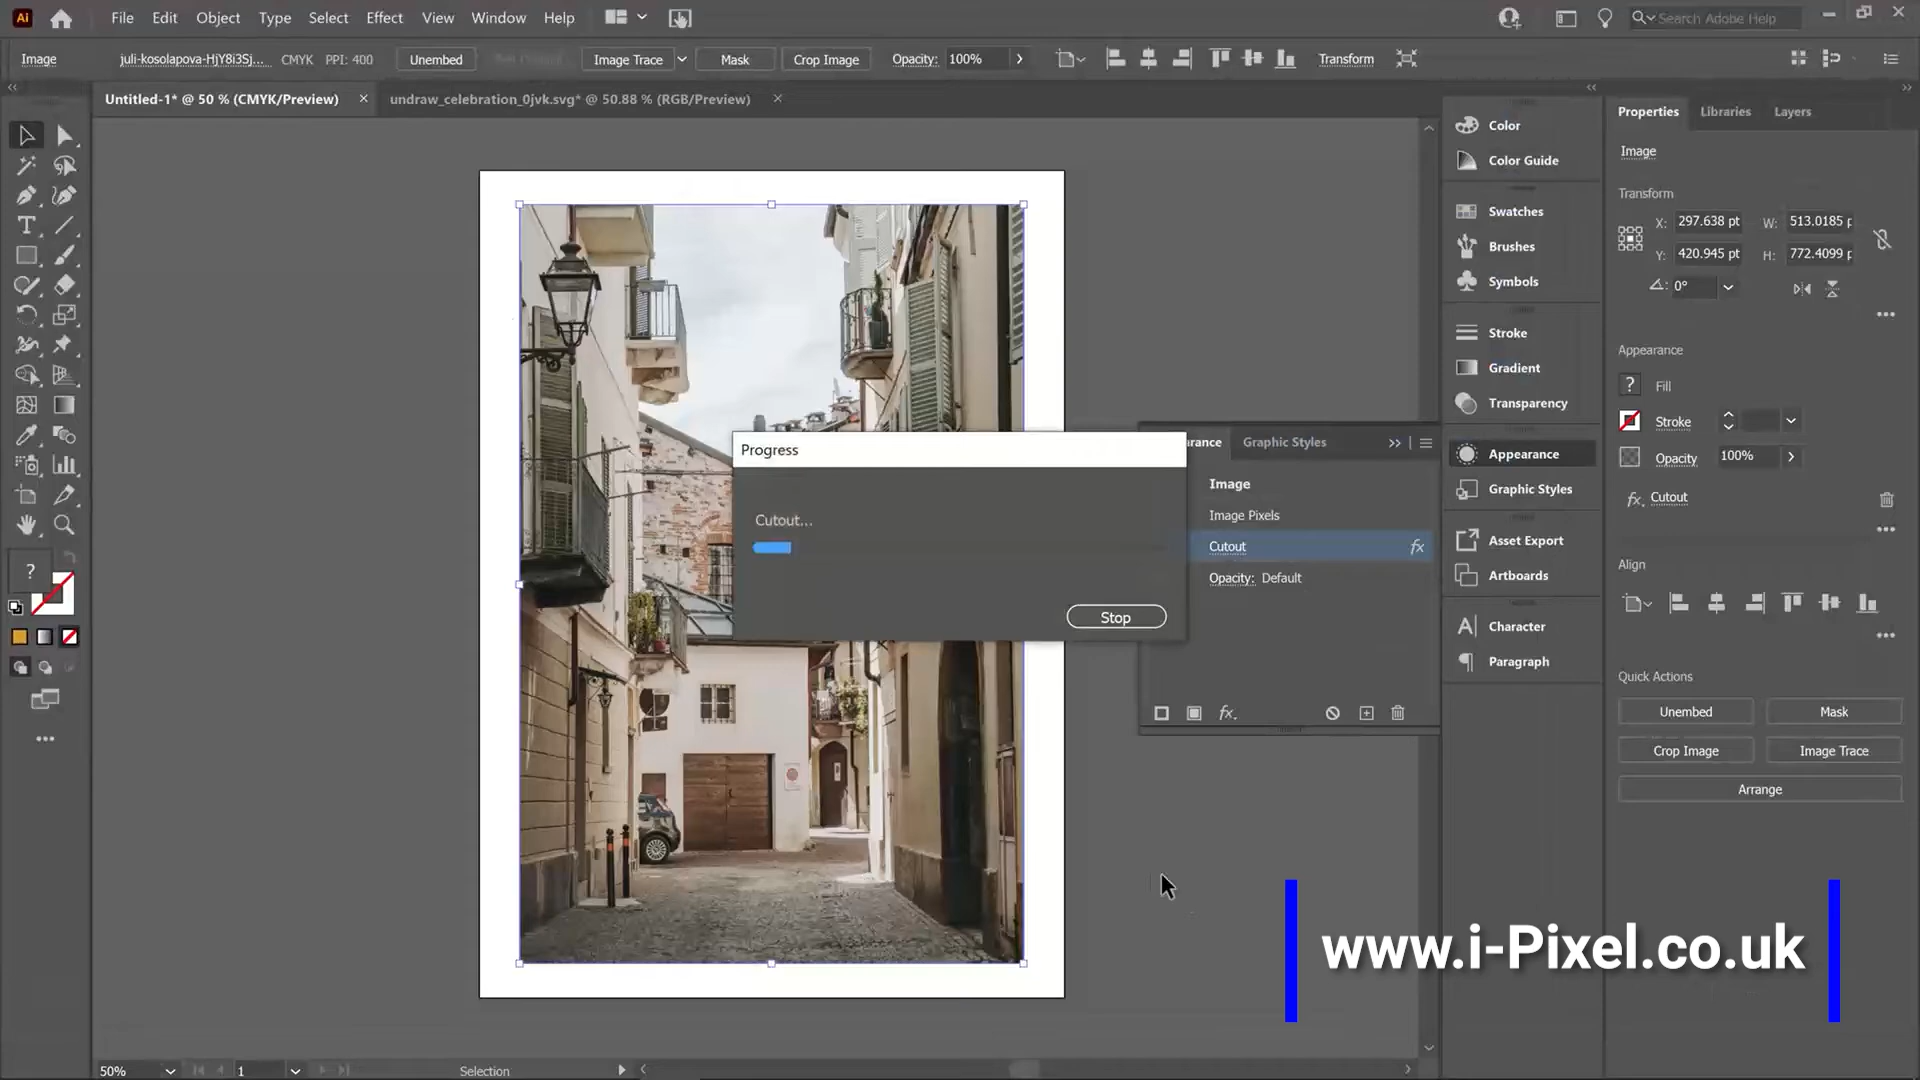 Ai File Edit Object Type Select Effect View Window Help Search Adobe Help
Image juli-kosolapova-HjY8i3Sj... CMYK PPI: 400 Unembed Image Trace Mask Crop Image Opacity: 100% Transform
Untitled-1* @ 50 % (CMYK/Preview) undraw_celebration_0jvk.svg* @ 50.88 % (RGB/Preview)
Color
Color Guide
Swatches
Brushes
Symbols
Stroke
Gradient
Transparency
Appearance
Graphic Styles
Asset Export
Artboards
Character
Paragraph
Properties Libraries Layers
Image
Transform
X: 297.638 pt W: 513.0185 p
Y: 420.945 pt H: 772.4099 p
0°
Appearance
? Fill
Stroke
Opacity 100%
fx. Cutout
Align
Quick Actions
Unembed Mask
Crop Image Image Trace
Arrange
Progress
Cutout...
Stop
arance Graphic Styles
Image
Image Pixels
Cutout fx
Opacity: Default
fx.
?
www.i-Pixel.co.uk
50% 1 Selection